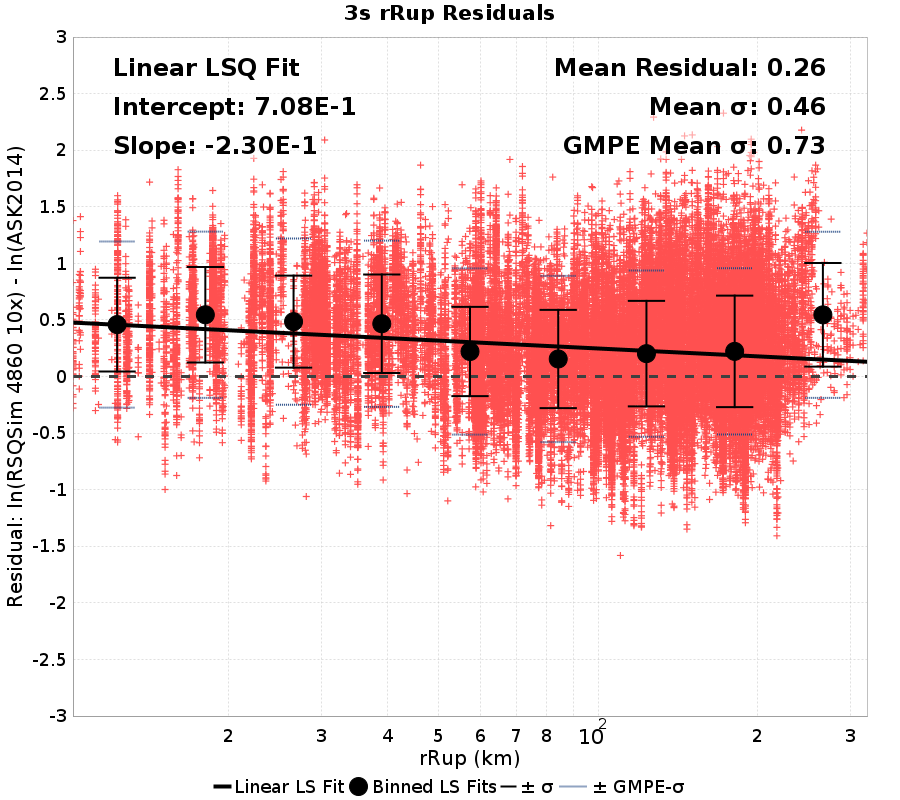 3s rRup Residuals
Linear LSQ Fit
Intercept: 7.08E-1
Slope: -2.30E-1
Mean Residual: 0.26
Mean σ: 0.46
GMPE Mean σ: 0.73
Residual: ln(RSQSim 4860 10x) - ln(ASK2014)
3
2.5
2
1.5
1
0.5
0
-0.5
-1
-1.5
-2
-2.5
-3
2 3 4 5 6 7 8 10² 2 3
rRup (km)
Linear LS Fit Binned LS Fits ± σ ± GMPE-σ